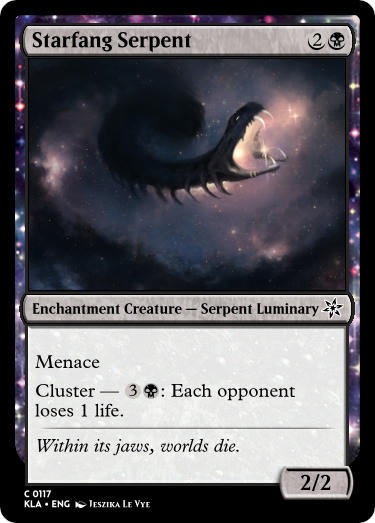 Starfang Serpent 2
Enchantment Creature — Serpent Luminary
Menace
Cluster — 3 : Each opponent
loses 1 life.
Within its jaws, worlds die.
2/2
C 0117
KLA • ENG Jeszika Le Vye